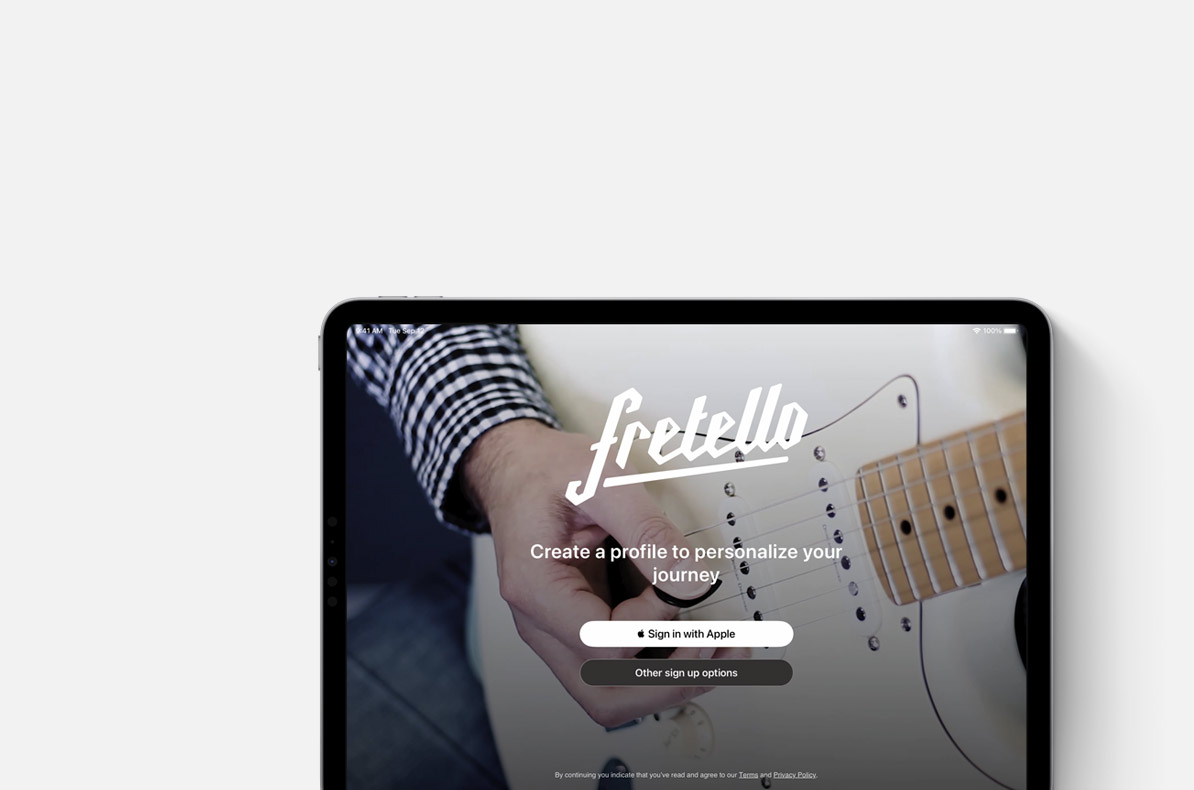 9:41 AM Tue Sep 12
100%
fretello
Create a profile to personalize your
journey
Sign in with Apple
Other sign up options
By continuing you indicate that you've read and agree to our Terms and Privacy Policy.